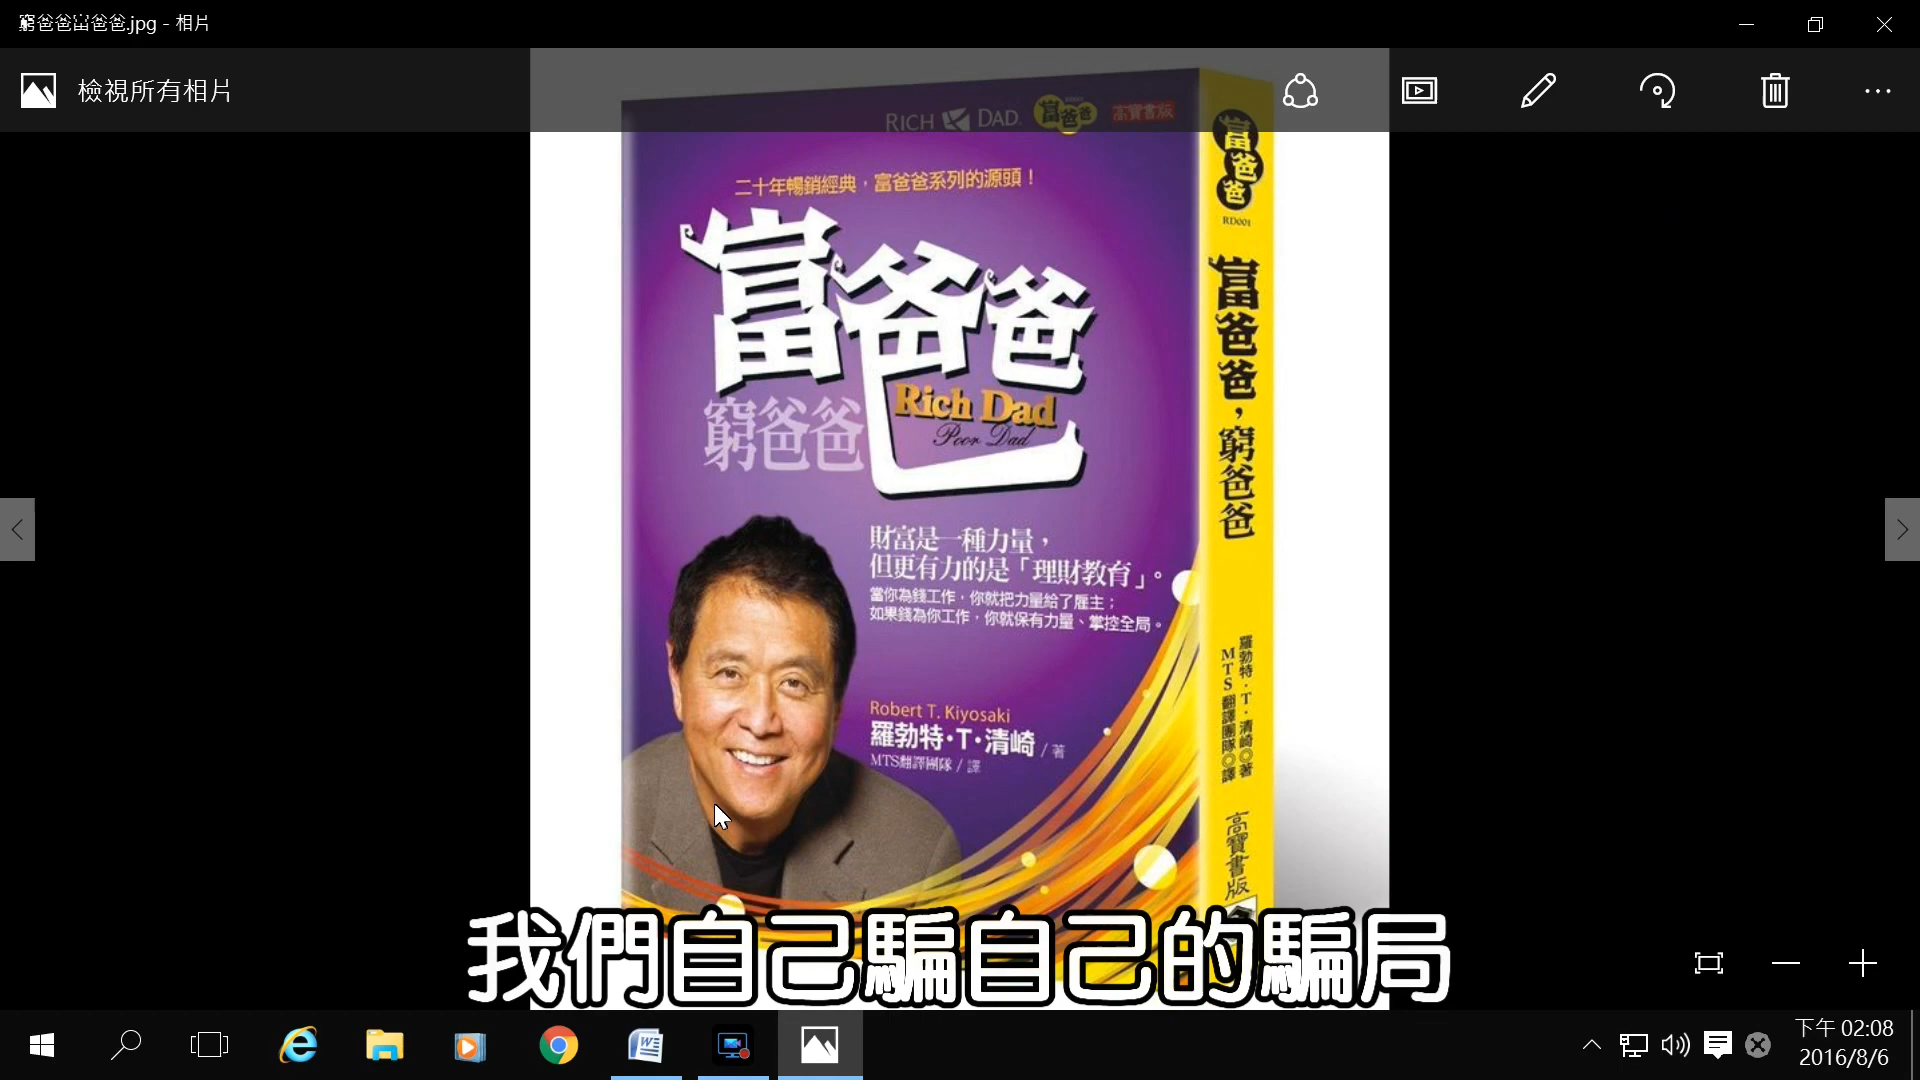 窮爸爸富爸爸.jpg - 相片
檢視所有相片
RICH DAD 富爸爸 高寶書版
二十年暢銷經典，富爸爸系列的源頭！
富爸爸
窮爸爸
Rich Dad
Poor Dad
財富是一種力量，
但更有力的是「理財教育」。
當你為錢工作，你就把力量給了雇主；
如果錢為你工作，你就保有力量、掌控全局。
Robert T. Kiyosaki
羅勃特·T·清崎／著
MTS翻譯團隊／譯
富爸爸
RD001
富爸爸，窮爸爸
羅勃特·T·清崎◎著
MTS翻譯團隊◎譯
高寶書版
我們自己騙自己的騙局
下午 02:08
2016/8/6